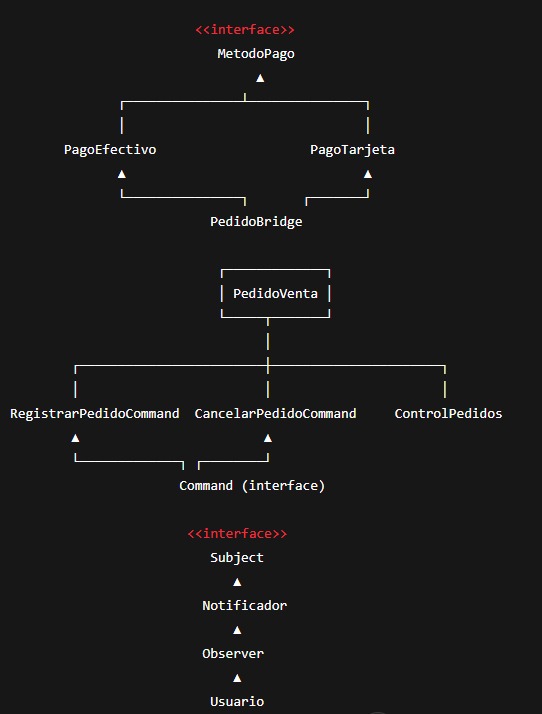 <<interface>>
MetodoPago
PagoEfectivo PagoTarjeta
PedidoBridge
PedidoVenta
RegistrarPedidoCommand CancelarPedidoCommand ControlPedidos
Command (interface)
<<interface>>
Subject
Notificador
Observer
Usuario